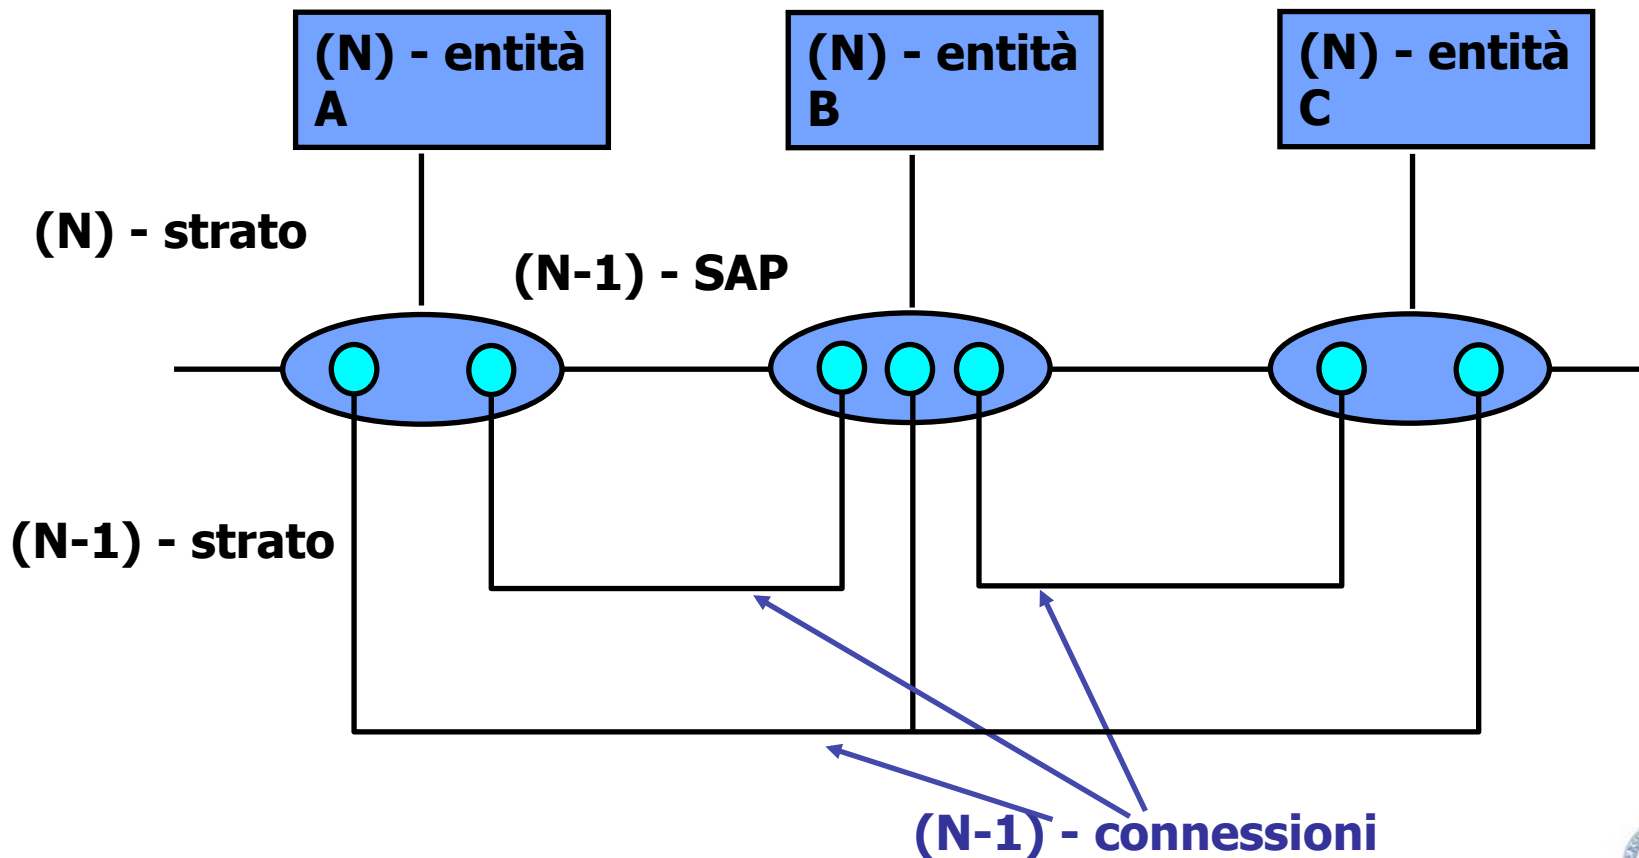 (N) - entità
A
(N) - entità
B
(N) - entità
C
(N) - strato
(N-1) - SAP
(N-1) - strato
(N-1) - connessioni